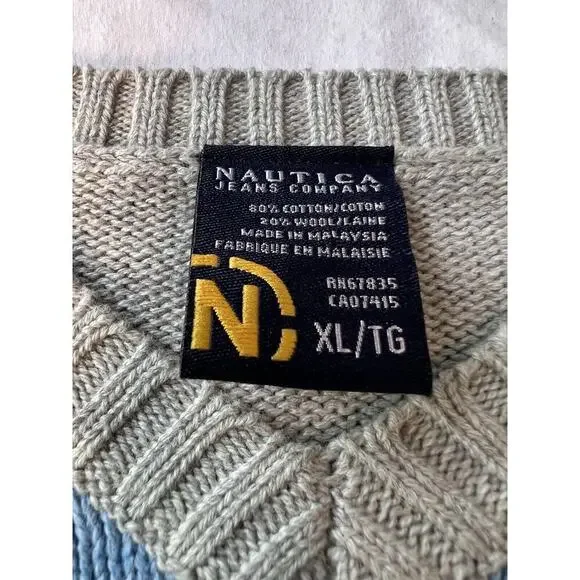 NAUTICA
JEANS COMPANY
80% COTTON/COTON
20% WOOL/LAINE
MADE IN MALAYSIA
FABRIQUE EN MALAISIE
RN67835
CA07415
N
XL/TG